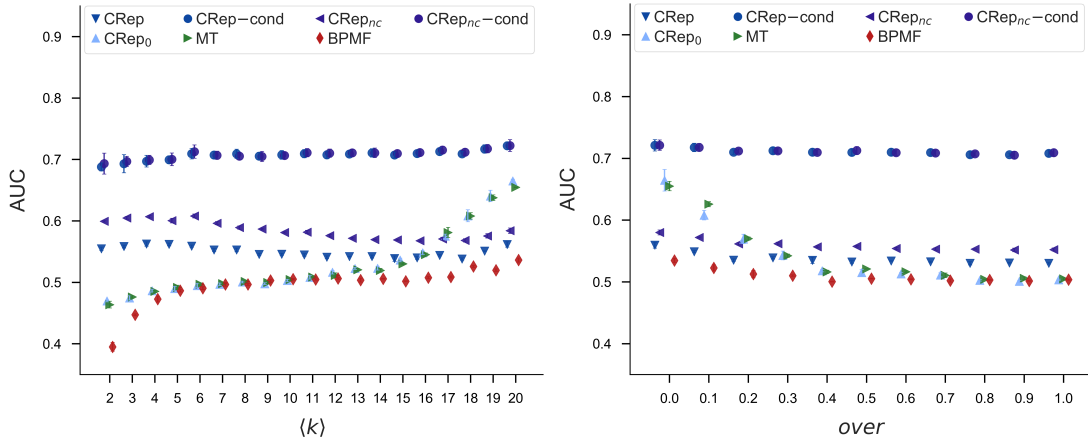 CRep CRep−cond CRep_nc CRep_nc−cond
CRep_0 MT BPMF
0.9
0.8
0.7
0.6
0.5
0.4
AUC
2 3 4 5 6 7 8 9 10 11 12 13 14 15 16 17 18 19 20
⟨k⟩
CRep CRep−cond CRep_nc CRep_nc−cond
CRep_0 MT BPMF
0.9
0.8
0.7
0.6
0.5
0.4
AUC
0.0 0.1 0.2 0.3 0.4 0.5 0.6 0.7 0.8 0.9 1.0
over